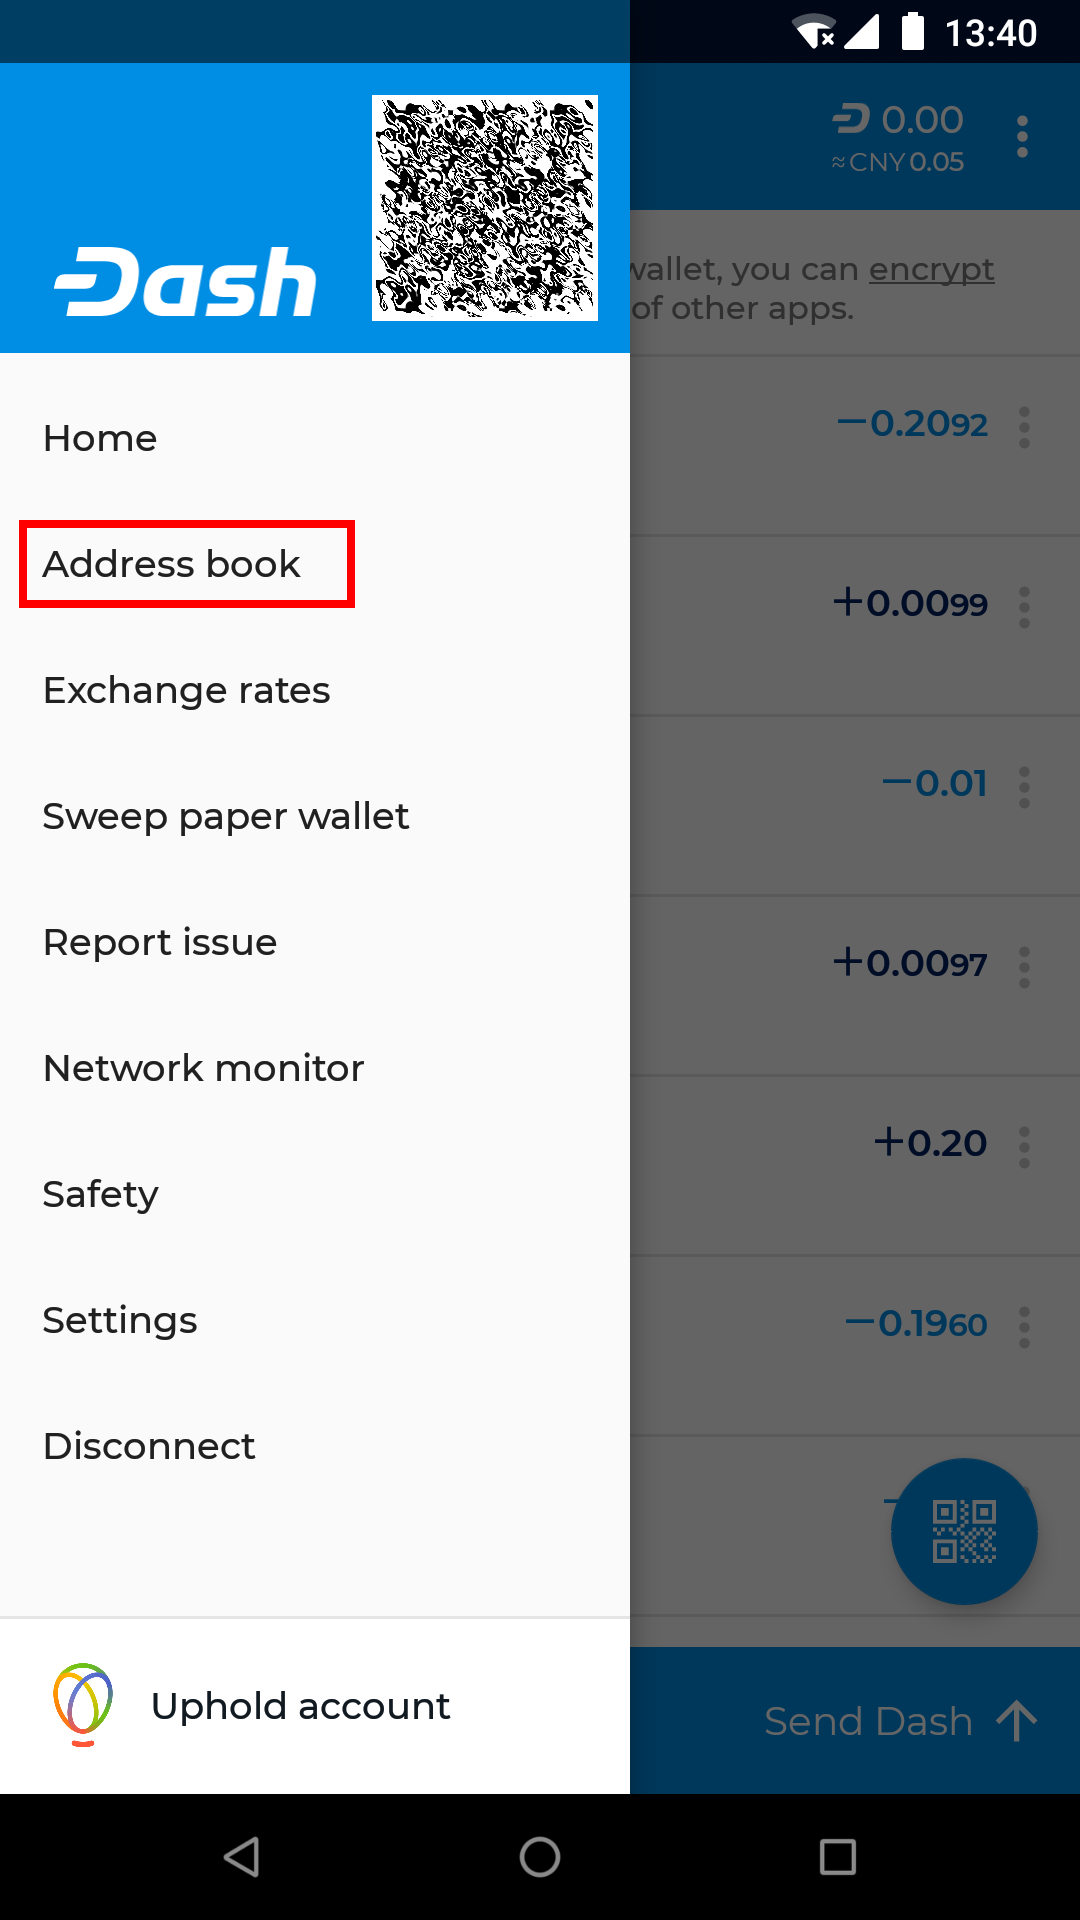 13:40
0.00
≈CNY 0.05
Dash
wallet, you can encrypt
of other apps.
Home
−0.2092
Address book
+0.0099
Exchange rates
−0.01
Sweep paper wallet
Report issue
+0.0097
Network monitor
+0.20
Safety
Settings
−0.1960
Disconnect
Uphold account
Send Dash